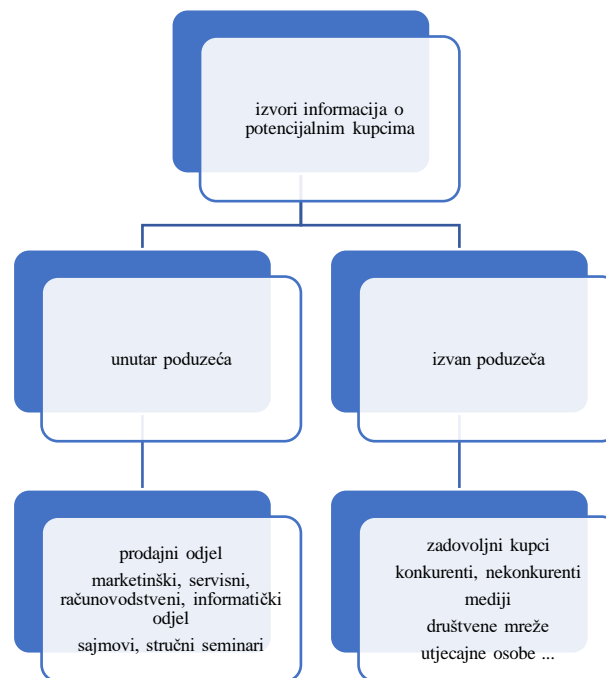 izvori informacija o
potencijalnim kupcima
unutar poduzeća
izvan poduzeča
prodajni odjel
marketinški, servisni,
računovodstveni, informatički
odjel
sajmovi, stručni seminari
zadovoljni kupci
konkurenti, nekonkurenti
mediji
društvene mreže
utjecajne osobe ...